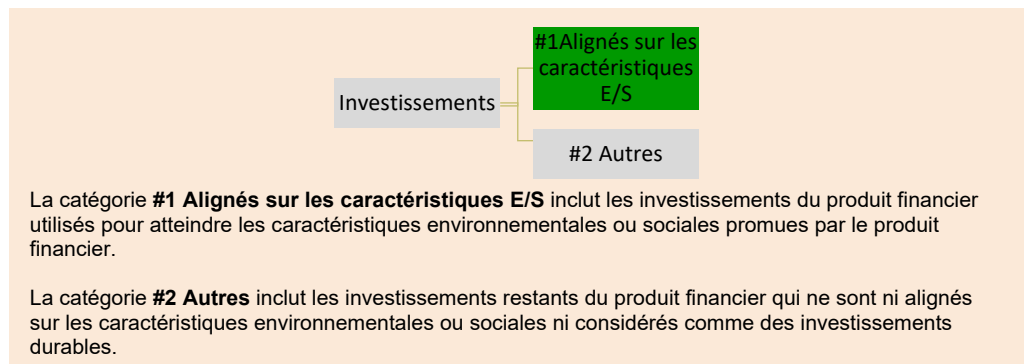 #1Alignés sur les
caractéristiques
E/S
Investissements
#2 Autres
La catégorie #1 Alignés sur les caractéristiques E/S inclut les investissements du produit financier
utilisés pour atteindre les caractéristiques environnementales ou sociales promues par le produit
financier.
La catégorie #2 Autres inclut les investissements restants du produit financier qui ne sont ni alignés
sur les caractéristiques environnementales ou sociales ni considérés comme des investissements
durables.